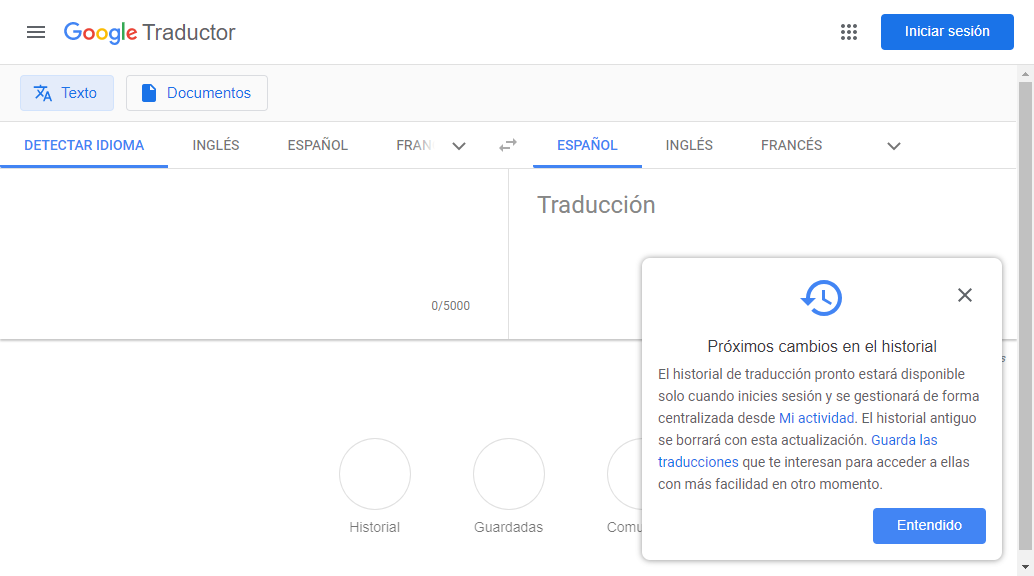 Google Traductor
Iniciar sesión
Texto
Documentos
DETECTAR IDIOMA
INGLÉS
ESPAÑOL
FRAN
ESPAÑOL
INGLÉS
FRANCÉS
Traducción
0/5000
Próximos cambios en el historial
El historial de traducción pronto estará disponible
solo cuando inicies sesión y se gestionará de forma
centralizada desde Mi actividad. El historial antiguo
se borrará con esta actualización. Guarda las
traducciones que te interesan para acceder a ellas
con más facilidad en otro momento.
Entendido
Historial
Guardadas
Comu